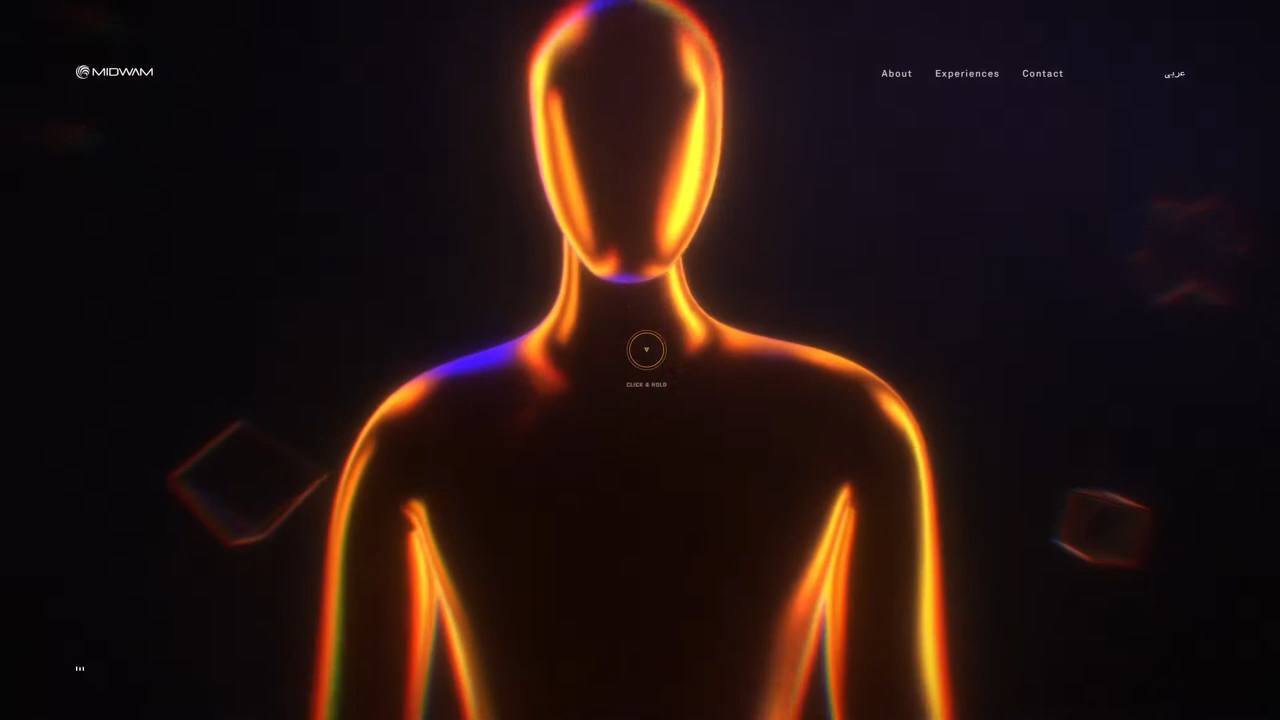 MIDWAM
About
Experiences
Contact
عربي
CLICK & HOLD